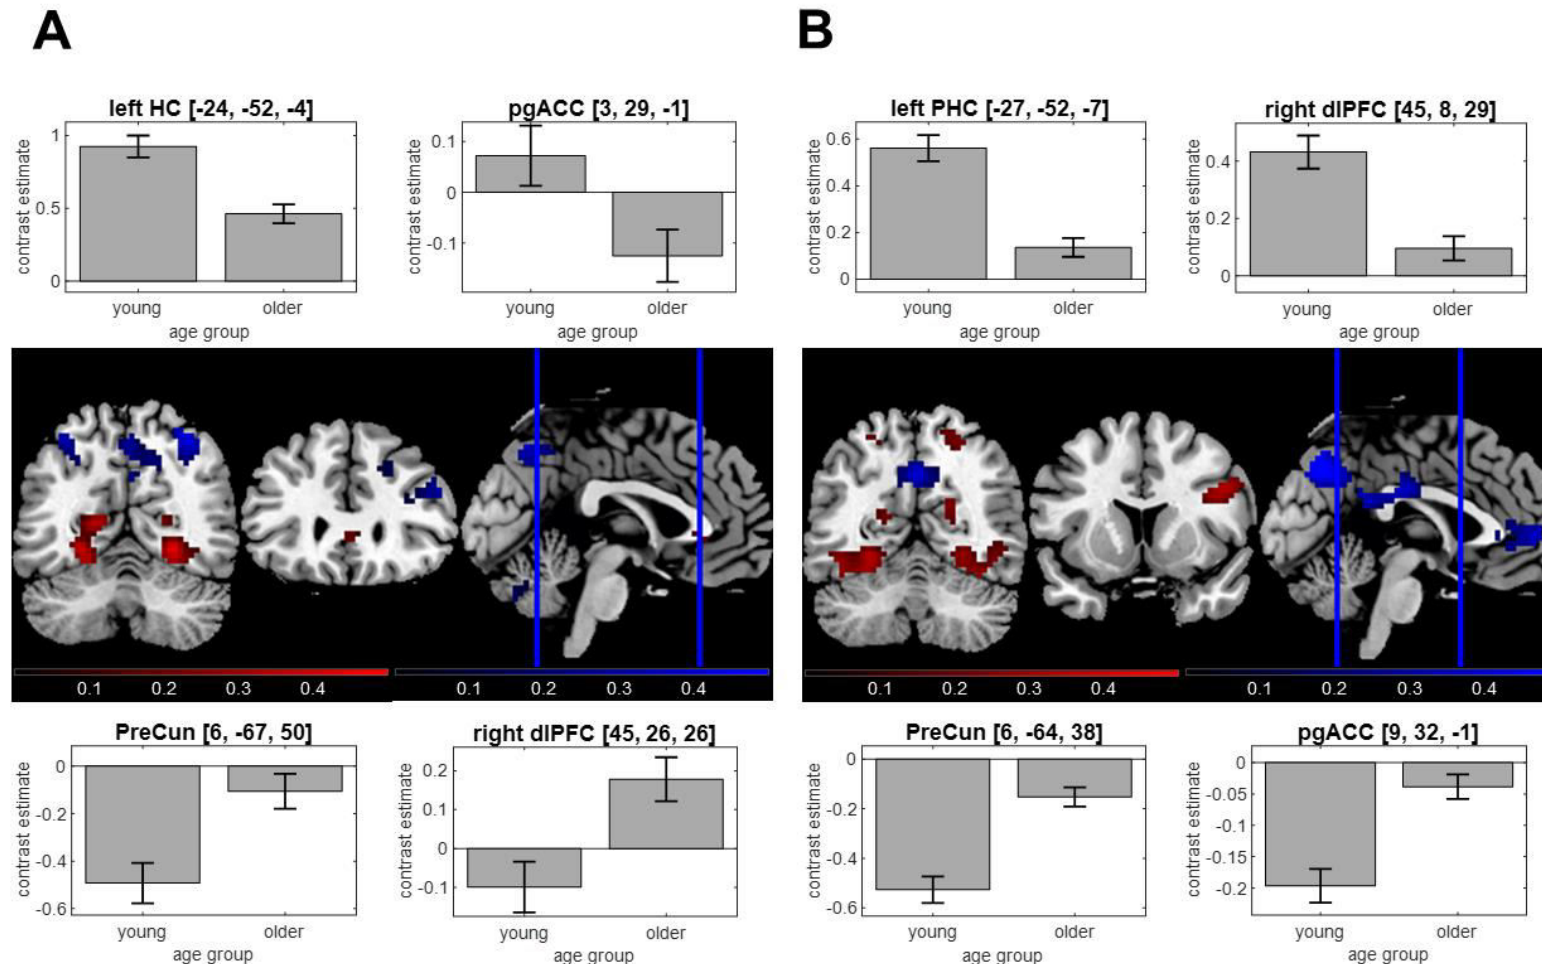 A
B
left HC [-24, -52, -4]
contrast estimate
1
0.5
0
young
older
age group
pgACC [3, 29, -1]
contrast estimate
0.1
0
-0.1
young
older
age group
left PHC [-27, -52, -7]
contrast estimate
0.6
0.4
0.2
0
young
older
age group
right dlPFC [45, 8, 29]
contrast estimate
0.4
0.2
0
young
older
age group
0.1 0.2 0.3 0.4
0.1 0.2 0.3 0.4
0.1 0.2 0.3 0.4
0.1 0.2 0.3 0.4
PreCun [6, -67, 50]
contrast estimate
0
-0.2
-0.4
-0.6
young
older
age group
right dlPFC [45, 26, 26]
contrast estimate
0.2
0.1
0
-0.1
young
older
age group
PreCun [6, -64, 38]
contrast estimate
0
-0.2
-0.4
-0.6
young
older
age group
pgACC [9, 32, -1]
contrast estimate
0
-0.05
-0.1
-0.15
-0.2
young
older
age group